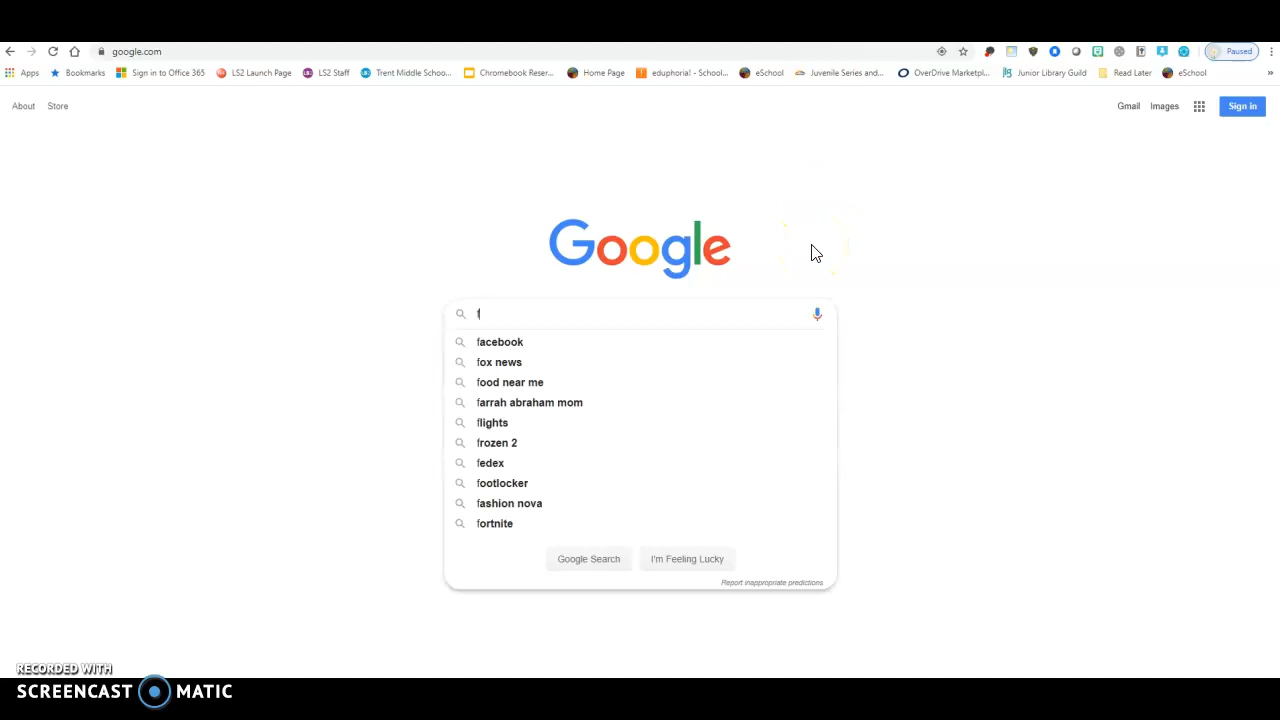 google.com
Paused
Apps Bookmarks Sign in to Office 365 LS2 Launch Page LS2 Staff Trent Middle Schoo... Chromebook Reser... Home Page eduphoria! - School... eSchool Juvenile Series and... OverDrive Marketpl... Junior Library Guild Read Later eSchool »
About Store
Gmail Images Sign in
Google
f
facebook
fox news
food near me
farrah abraham mom
flights
frozen 2
fedex
footlocker
fashion nova
fortnite
Google Search I'm Feeling Lucky
Report inappropriate predictions
RECORDED WITH
SCREENCAST MATIC